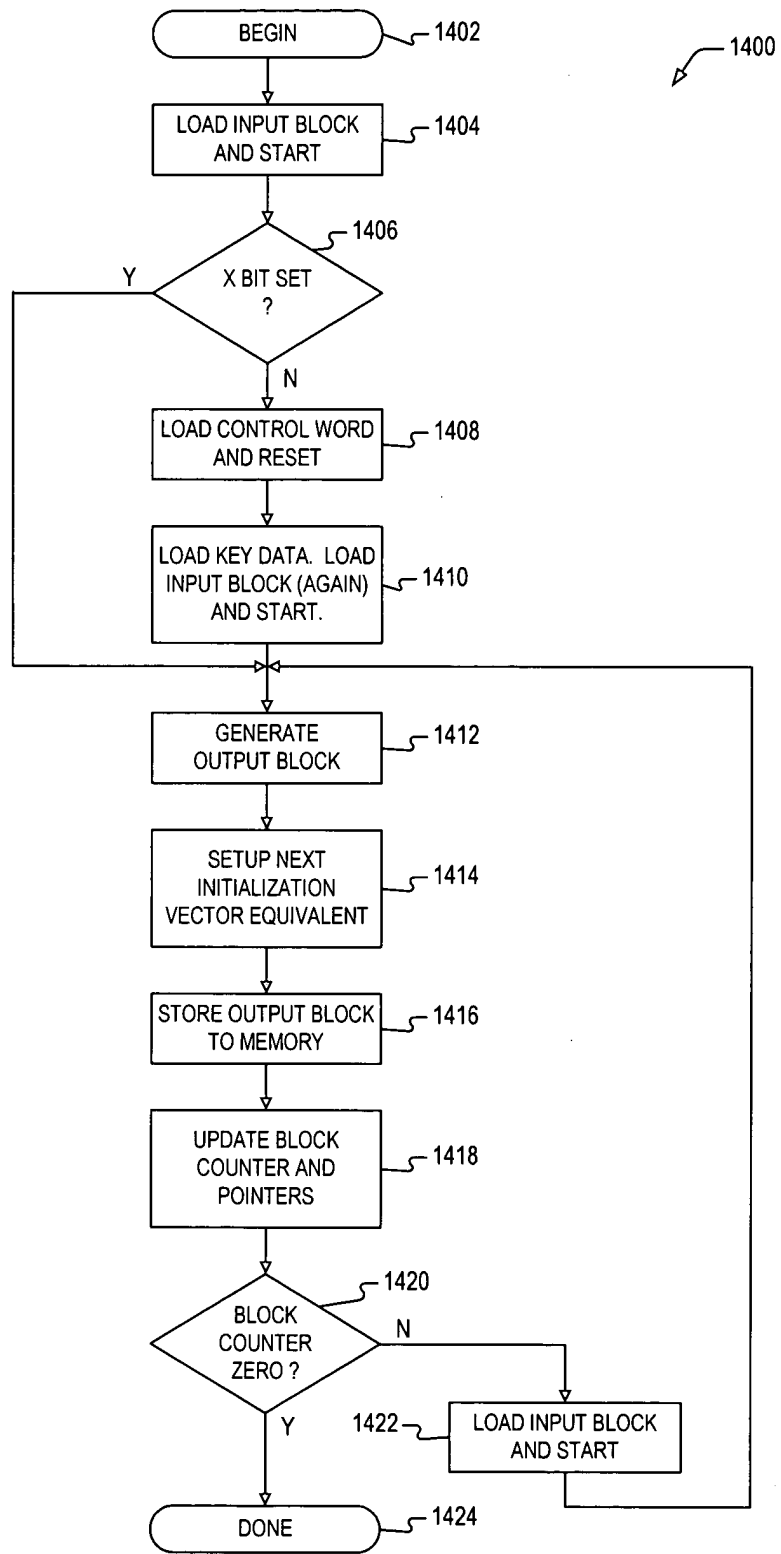 BEGIN
1402
1400
LOAD INPUT BLOCK
AND START
1404
1406
X BIT SET
?
Y
N
LOAD CONTROL WORD
AND RESET
1408
LOAD KEY DATA. LOAD
INPUT BLOCK (AGAIN)
AND START.
1410
GENERATE
OUTPUT BLOCK
1412
SETUP NEXT
INITIALIZATION
VECTOR EQUIVALENT
1414
STORE OUTPUT BLOCK
TO MEMORY
1416
UPDATE BLOCK
COUNTER AND
POINTERS
1418
1420
BLOCK
COUNTER
ZERO ?
N
Y
1422
LOAD INPUT BLOCK
AND START
DONE
1424